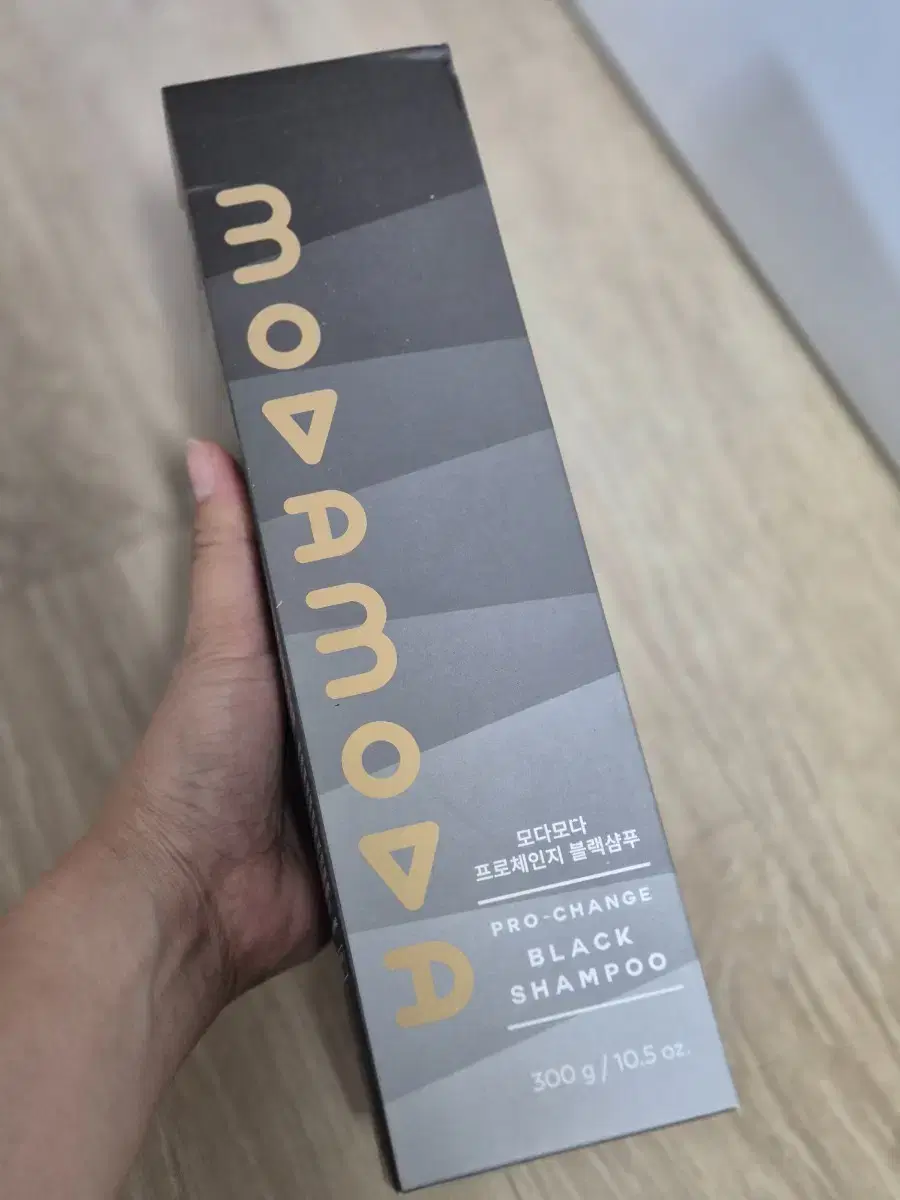 moDAmoDA
모다모다
프로체인지 블랙샴푸
PRO-CHANGE
BLACK
SHAMPOO
300 g / 10.5 oz.